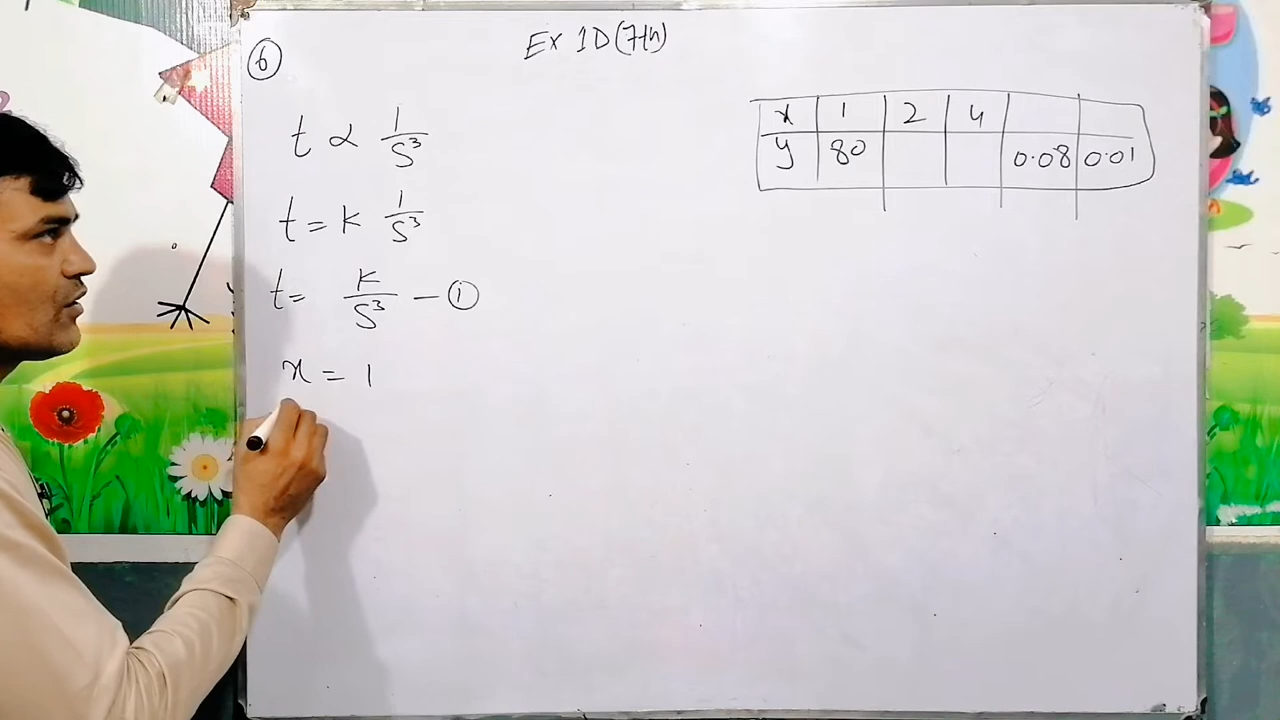 Ex 1D (7th)
6
t ∝ 1/S³
t = K 1/S³
t = K/S³ - ①
x = 1
x 1 2 4
y 80 0.08 0.01